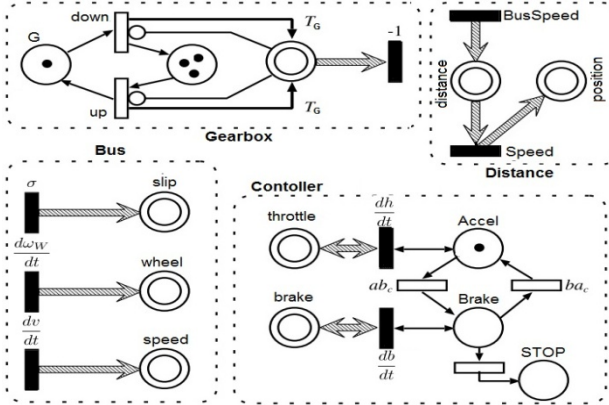 down
T_G
G
-1
up
T_G
Gearbox
BusSpeed
distance
position
Speed
Distance
Bus
σ
slip
dω_W
dt
wheel
dv
dt
speed
Contoller
throttle
dh
dt
Accel
ab_c
ba_c
brake
Brake
db
dt
STOP